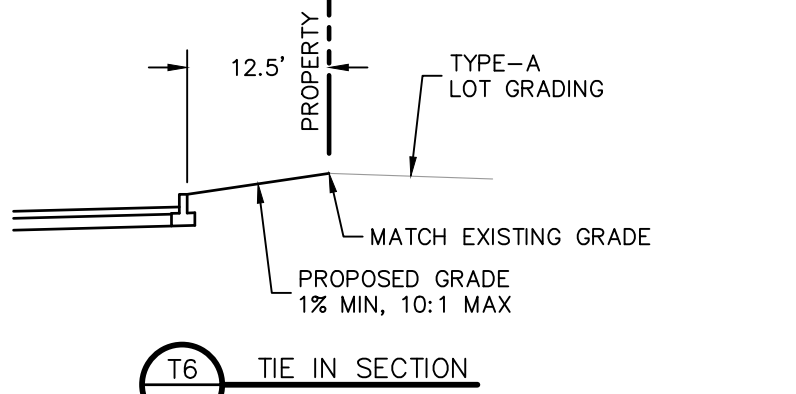 12.5'
PROPERTY
TYPE-A
LOT GRADING
MATCH EXISTING GRADE
PROPOSED GRADE
1% MIN, 10:1 MAX
T6
TIE IN SECTION